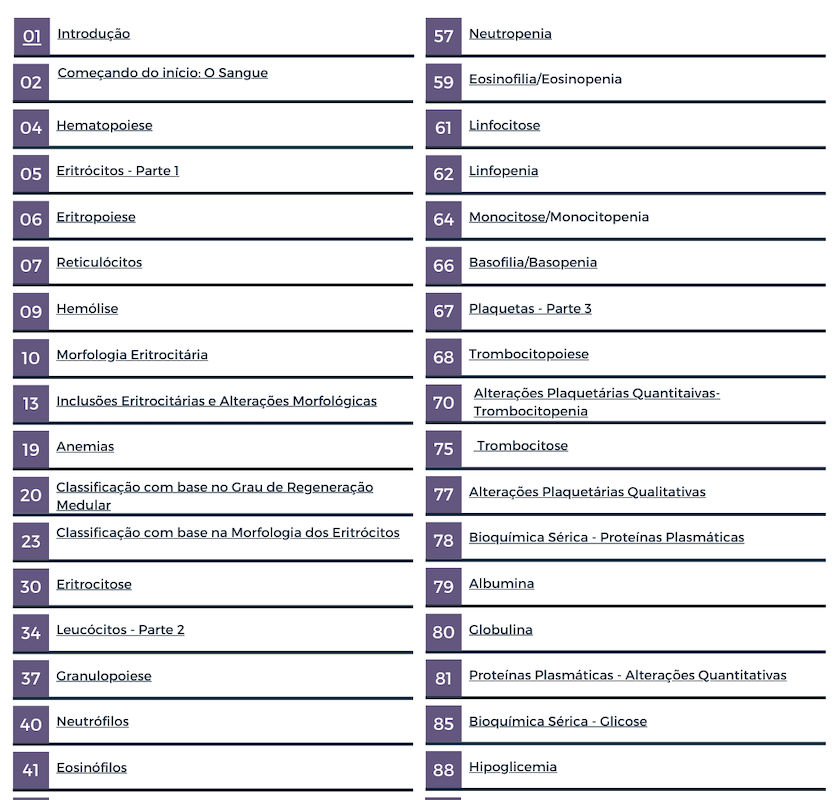 01 Introdução
02 Começando do início: O Sangue
04 Hematopoiese
05 Eritrócitos - Parte 1
06 Eritropoiese
07 Reticulócitos
09 Hemólise
10 Morfologia Eritrocitária
13 Inclusões Eritrocitárias e Alterações Morfológicas
19 Anemias
20 Classificação com base no Grau de Regeneração
Medular
23 Classificação com base na Morfologia dos Eritrócitos
30 Eritrocitose
34 Leucócitos - Parte 2
37 Granulopoiese
40 Neutrófilos
41 Eosinófilos
57 Neutropenia
59 Eosinofilia/Eosinopenia
61 Linfocitose
62 Linfopenia
64 Monocitose/Monocitopenia
66 Basofilia/Basopenia
67 Plaquetas - Parte 3
68 Trombocitopoiese
70 Alterações Plaquetárias Quantitaivas-
Trombocitopenia
75 Trombocitose
77 Alterações Plaquetárias Qualitativas
78 Bioquímica Sérica - Proteínas Plasmáticas
79 Albumina
80 Globulina
81 Proteínas Plasmáticas - Alterações Quantitativas
85 Bioquímica Sérica - Glicose
88 Hipoglicemia